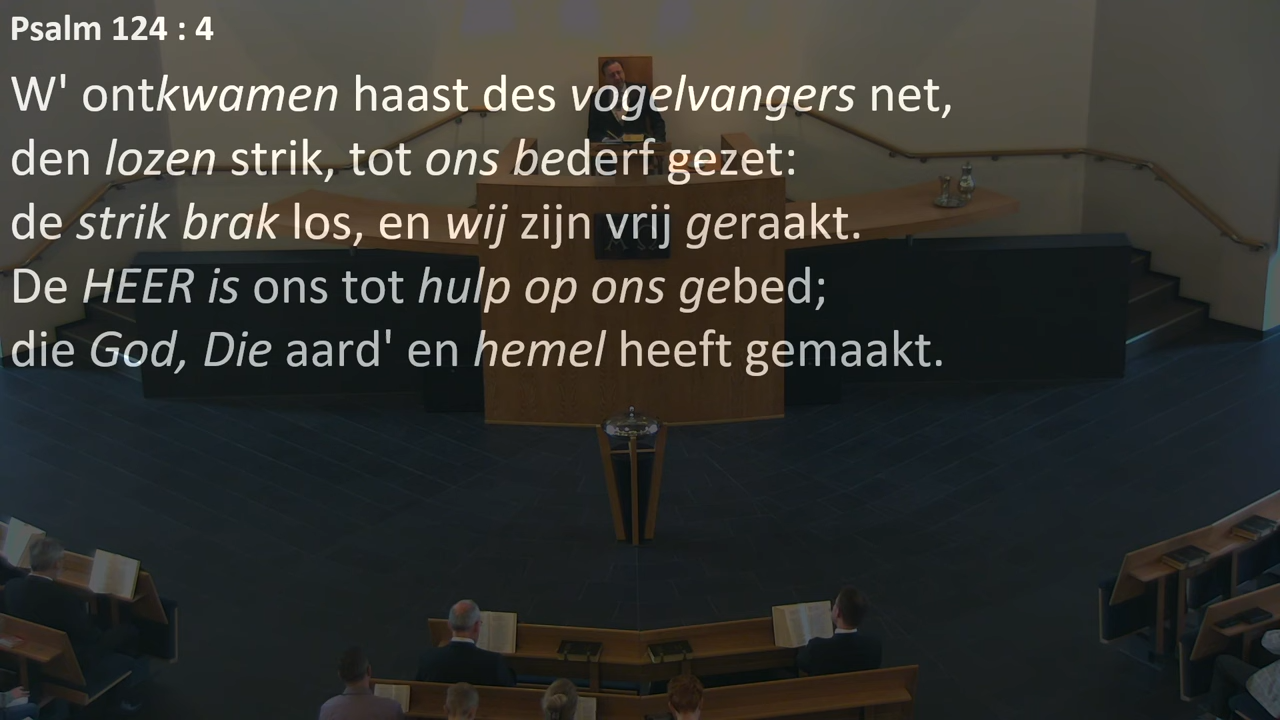 Psalm 124 : 4
W' ontkwamen haast des vogelvangers net,
den lozen strik, tot ons bederf gezet:
de strik brak los, en wij zijn vrij geraakt.
De HEER is ons tot hulp op ons gebed;
die God, Die aard' en hemel heeft gemaakt.